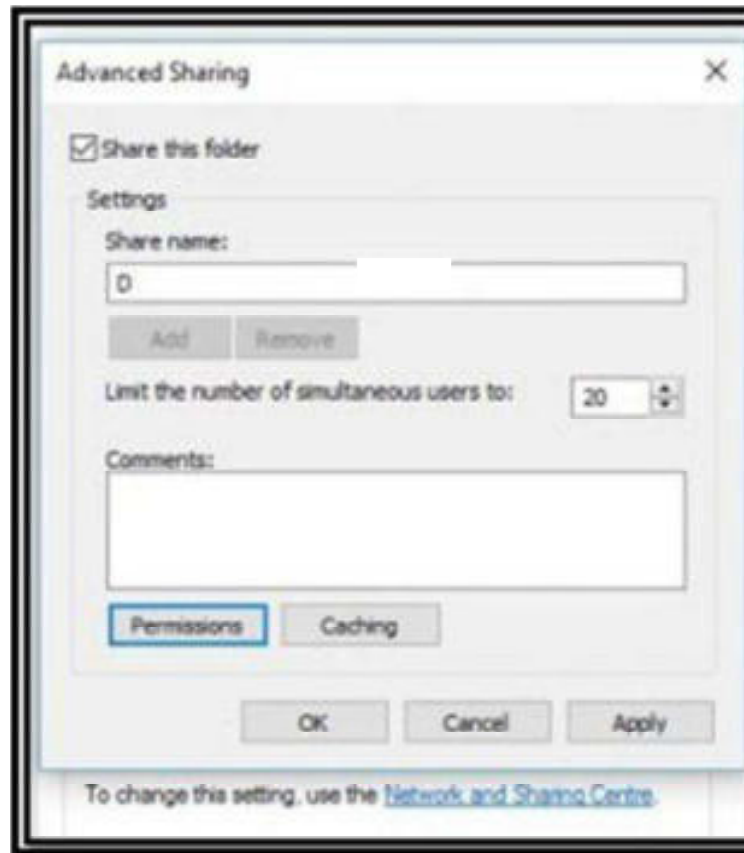 Advanced Sharing
Share this folder
Settings
Share name:
D
Add Remove
Limit the number of simultaneous users to: 20
Comments:
Permissions Caching
OK Cancel Apply
To change this setting, use the Network and Sharing Centre.